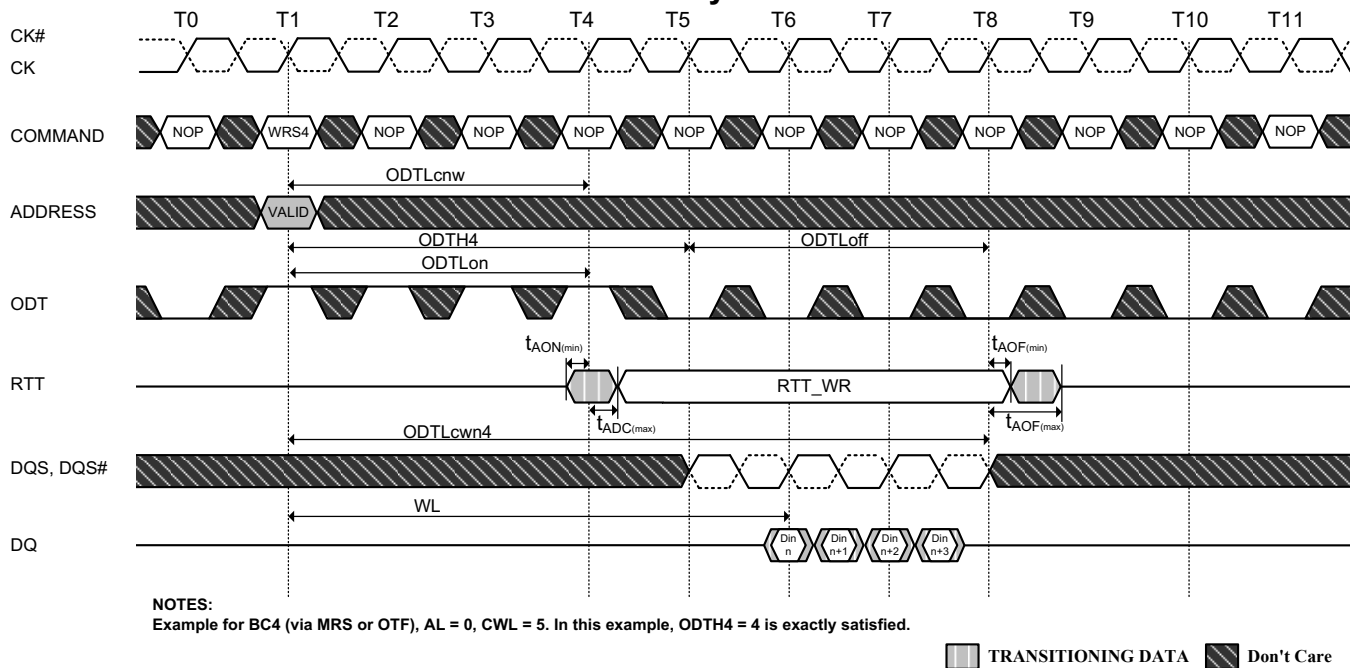 T0 T1 T2 T3 T4 T5 T6 T7 T8 T9 T10 T11
CK#
CK
COMMAND NOP WRS4 NOP NOP NOP NOP NOP NOP NOP NOP NOP NOP
ODTLcnw
ADDRESS VALID
ODTH4 ODTLoff
ODTLon
ODT
tAON(min) tAOF(min)
RTT RTT_WR
tADC(max) tAOF(max)
ODTLcwn4
DQS, DQS#
WL
DQ Din n Din n+1 Din n+2 Din n+3
NOTES:
Example for BC4 (via MRS or OTF), AL = 0, CWL = 5. In this example, ODTH4 = 4 is exactly satisfied.
TRANSITIONING DATA Don't Care